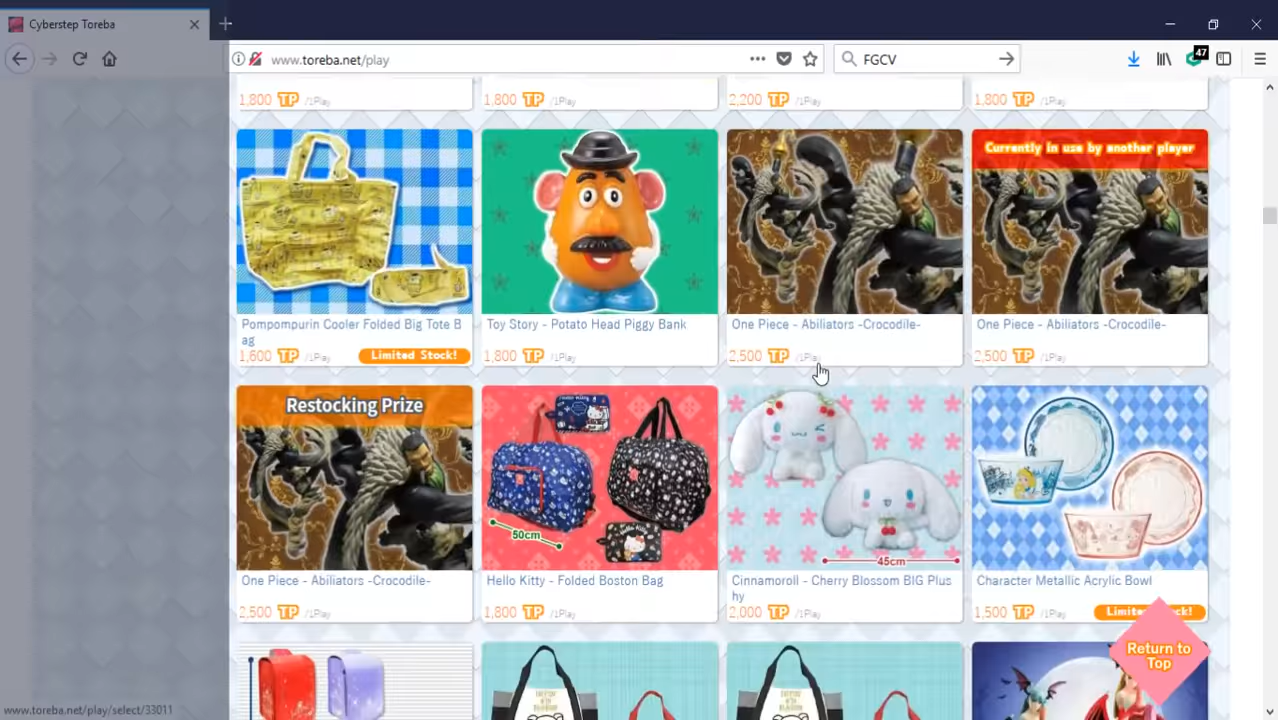 Cyberstep Toreba
www.toreba.net/play
FGCV
47
1,800 TP /1Play
1,800 TP /1Play
2,200 TP /1Play
1,800 TP /1Play
Pompompurin Cooler Folded Big Tote B
ag
1,600 TP Limited Stock!
Toy Story - Potato Head Piggy Bank
1,800 TP /1Play
One Piece - Abiliators -Crocodile-
2,500 TP /1Play
Currently in use by another player
One Piece - Abiliators -Crocodile-
2,500 TP /1Play
Restocking Prize
One Piece - Abiliators -Crocodile-
2,500 TP /1Play
50cm
Hello Kitty - Folded Boston Bag
1,800 TP /1Play
45cm
Cinnamoroll - Cherry Blossom BIG Plus
hy
2,000 TP /1Play
Character Metallic Acrylic Bowl
1,500 TP /1Play
Return to
Top
www.toreba.net/play/select/33011